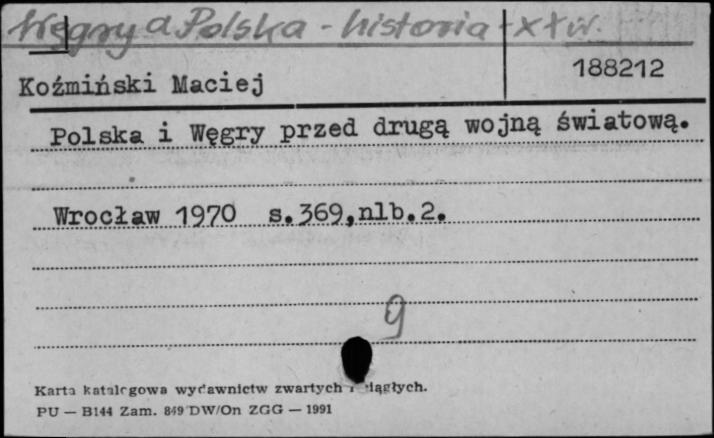 Węgry a Polska - historia - XX w.
188212
Koźmiński Maciej
Polska i Węgry przed drugą wojną światową.
Wrocław 1970 s.369,nlb.2.
g
Karta katalogowa wydawnictw zwartych i ciągłych.
PU — B144 Zam. 849 DW/On ZGG — 1991